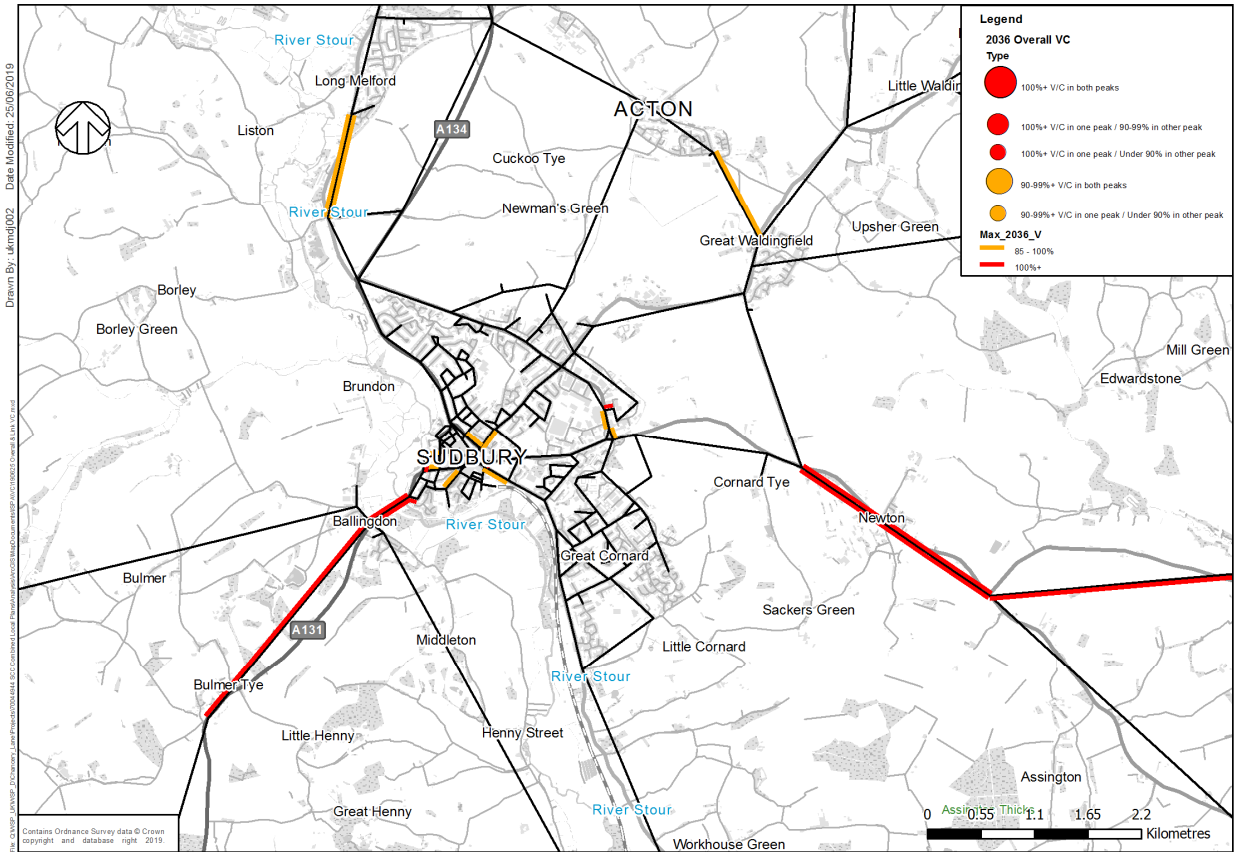 Legend
2036 Overall VC
Type
100%+ V/C in both peaks
100%+ V/C in one peak / 90-99% in other peak
100%+ V/C in one peak / Under 90% in other peak
90-99%+ V/C in both peaks
90-99%+ V/C in one peak / Under 90% in other peak
Max_2036_V
85 - 100%
100%+
River Stour
Long Melford
ACTON
Little Waldin
Liston
A134
Cuckoo Tye
Newman's Green
River Stour
Upsher Green
Great Waldingfield
Borley
Borley Green
Mill Green
Edwardstone
Brundon
SUDBURY
Cornard Tye
Newton
Ballingdon
River Stour
Great Cornard
Bulmer
Sackers Green
A131
Middleton
Little Cornard
River Stour
Bulmer Tye
Little Henny
Henny Street
Assington
Great Henny
River Stour
Thicks
Workhouse Green
0 0.55 1.1 1.65 2.2
Kilometres
Contains Ordnance Survey data © Crown
copyright and database right 2019.
Drawn By: ukmdj002 Date Modified: 25/06/2019